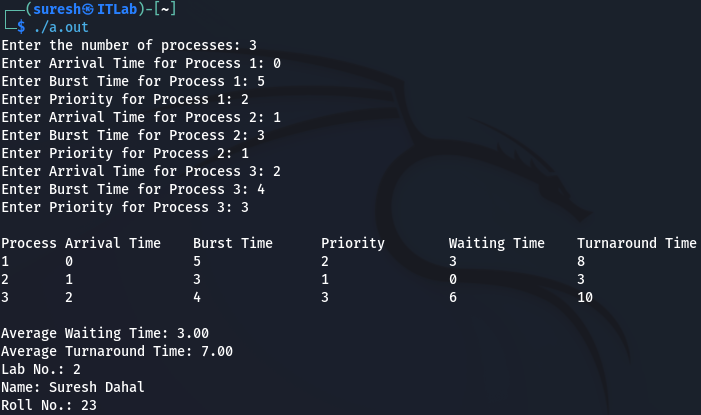 ┌──(suresh㉿ITLab)-[~]
└─$ ./a.out
Enter the number of processes: 3
Enter Arrival Time for Process 1: 0
Enter Burst Time for Process 1: 5
Enter Priority for Process 1: 2
Enter Arrival Time for Process 2: 1
Enter Burst Time for Process 2: 3
Enter Priority for Process 2: 1
Enter Arrival Time for Process 3: 2
Enter Burst Time for Process 3: 4
Enter Priority for Process 3: 3
Process Arrival Time    Burst Time      Priority        Waiting Time    Turnaround Time
1       0               5               2               3               8
2       1               3               1               0               3
3       2               4               3               6               10
Average Waiting Time: 3.00
Average Turnaround Time: 7.00
Lab No.: 2
Name: Suresh Dahal
Roll No.: 23